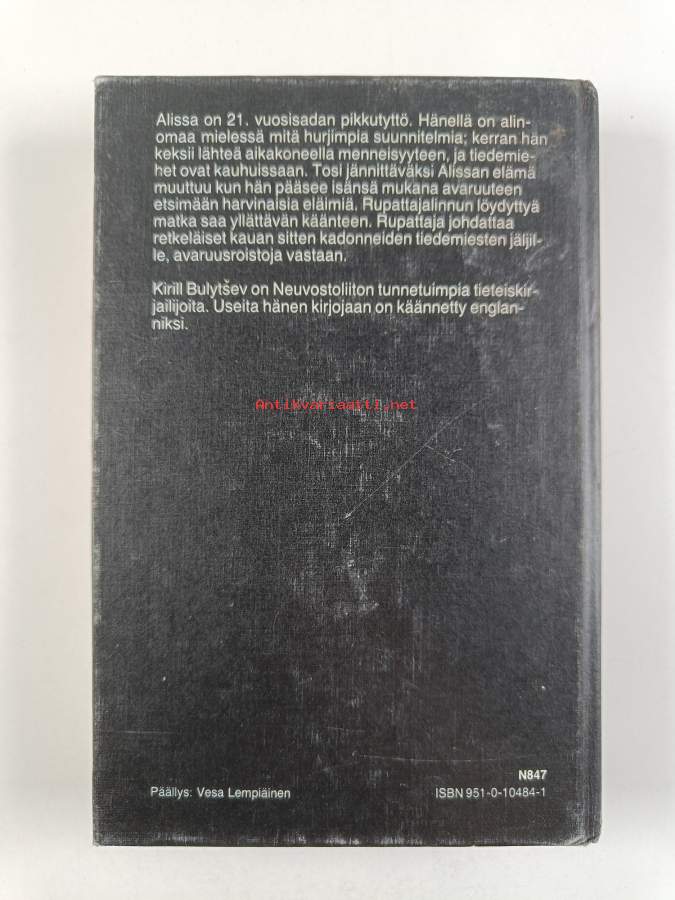 Alissa on 21. vuosisadan pikkutyttö. Hänellä on alin-
omaa mielessä mitä hurjimpia suunnitelmia; kerran hän
keksii lähteä aikakoneella menneisyyteen, ja tiedemie-
het ovat kauhuissaan. Tosi jännittäväksi Alissan elämä
muuttuu kun hän pääsee isänsä mukana avaruuteen
etsimään harvinaisia eläimiä. Rupattajalinnun löydyttyä
matka saa yllättävän käänteen. Rupattaja johdattaa
retkeläiset kauan sitten kadonneiden tiedemiesten jäljil-
le, avaruusroistoja vastaan.
Kirill Bulytšev on Neuvostoliiton tunnetuimpia tieteiskir-
jailijoita. Useita hänen kirjojaan on käännetty englan-
niksi.
Antikvariaatti.net
N847
Päällys: Vesa Lempiäinen
ISBN 951-0-10484-1